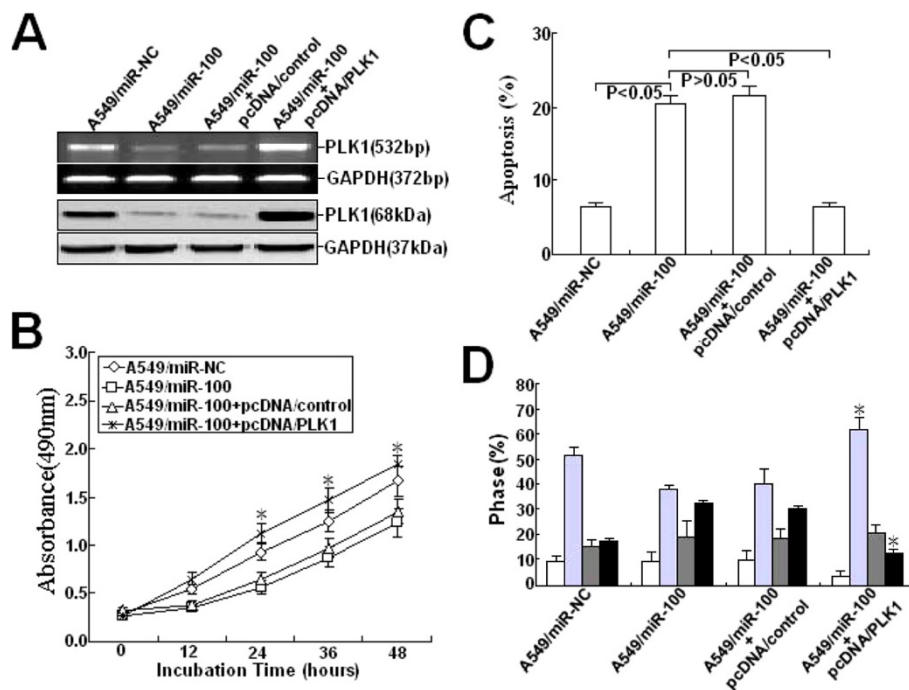 A
A549/miR-NC
A549/miR-100
A549/miR-100
+
pcDNA/control
A549/miR-100
+
pcDNA/PLK1
PLK1(532bp)
GAPDH(372bp)
PLK1(68kDa)
GAPDH(37kDa)
B
Absorbance(490nm)
3.0
2.5
2.0
1.5
1.0
0.5
0.0
A549/miR-NC
A549/miR-100
A549/miR-100+pcDNA/control
A549/miR-100+pcDNA/PLK1
* * *
0 12 24 36 48
Incubation Time (hours)
C
Apoptosis (%)
30
20
10
0
P<0.05
P<0.05
P>0.05
A549/miR-NC
A549/miR-100
A549/miR-100
+
pcDNA/control
A549/miR-100
+
pcDNA/PLK1
D
Phase (%)
80
60
50
40
30
20
10
0
*
*
A549/miR-NC
A549/miR-100
A549/miR-100
+
pcDNA/control
A549/miR-100
+
pcDNA/PLK1